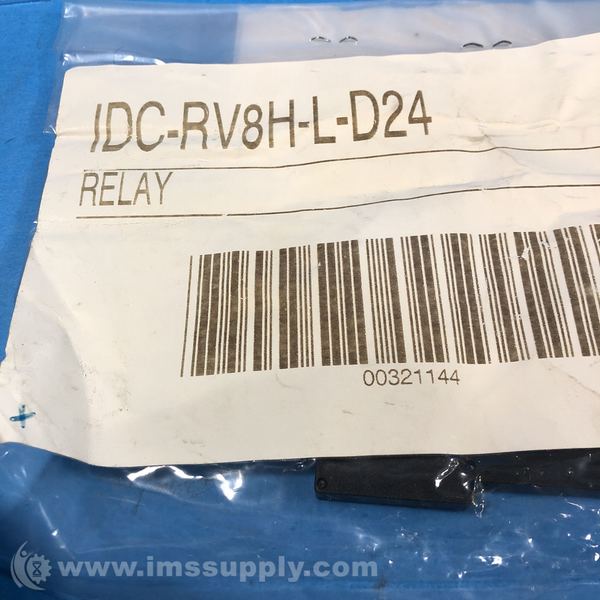 IDC-RV8H-L-D24
RELAY
00321144
www.imssupply.com